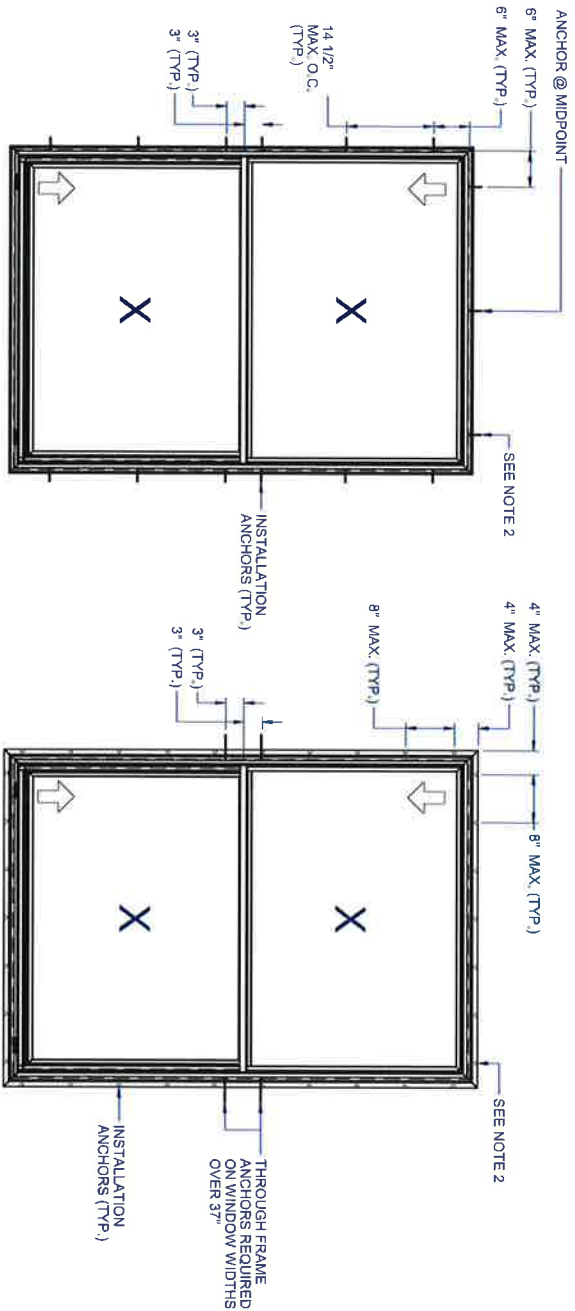 ANCHOR @ MIDPOINT
6" MAX. (TYP.)
6" MAX. (TYP.)
14 1/2"
MAX. O.C.
(TYP.)
3" (TYP.)
3" (TYP.)
X
X
SEE NOTE 2
INSTALLATION
ANCHORS (TYP.)
4" MAX. (TYP.)
4" MAX. (TYP.)
8" MAX. (TYP.)
8" MAX. (TYP.)
3" (TYP.)
3" (TYP.)
X
X
SEE NOTE 2
THROUGH FRAME
ANCHORS REQUIRED
ON WINDOW WIDTHS
OVER 37"
INSTALLATION
ANCHORS (TYP.)